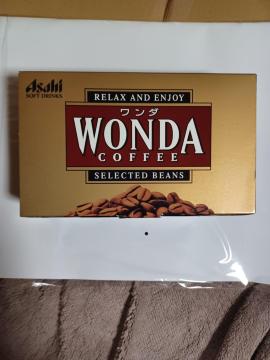 Asahi
SOFT DRINKS
RELAX AND ENJOY
ワンダ
WONDA
COFFEE
SELECTED BEANS